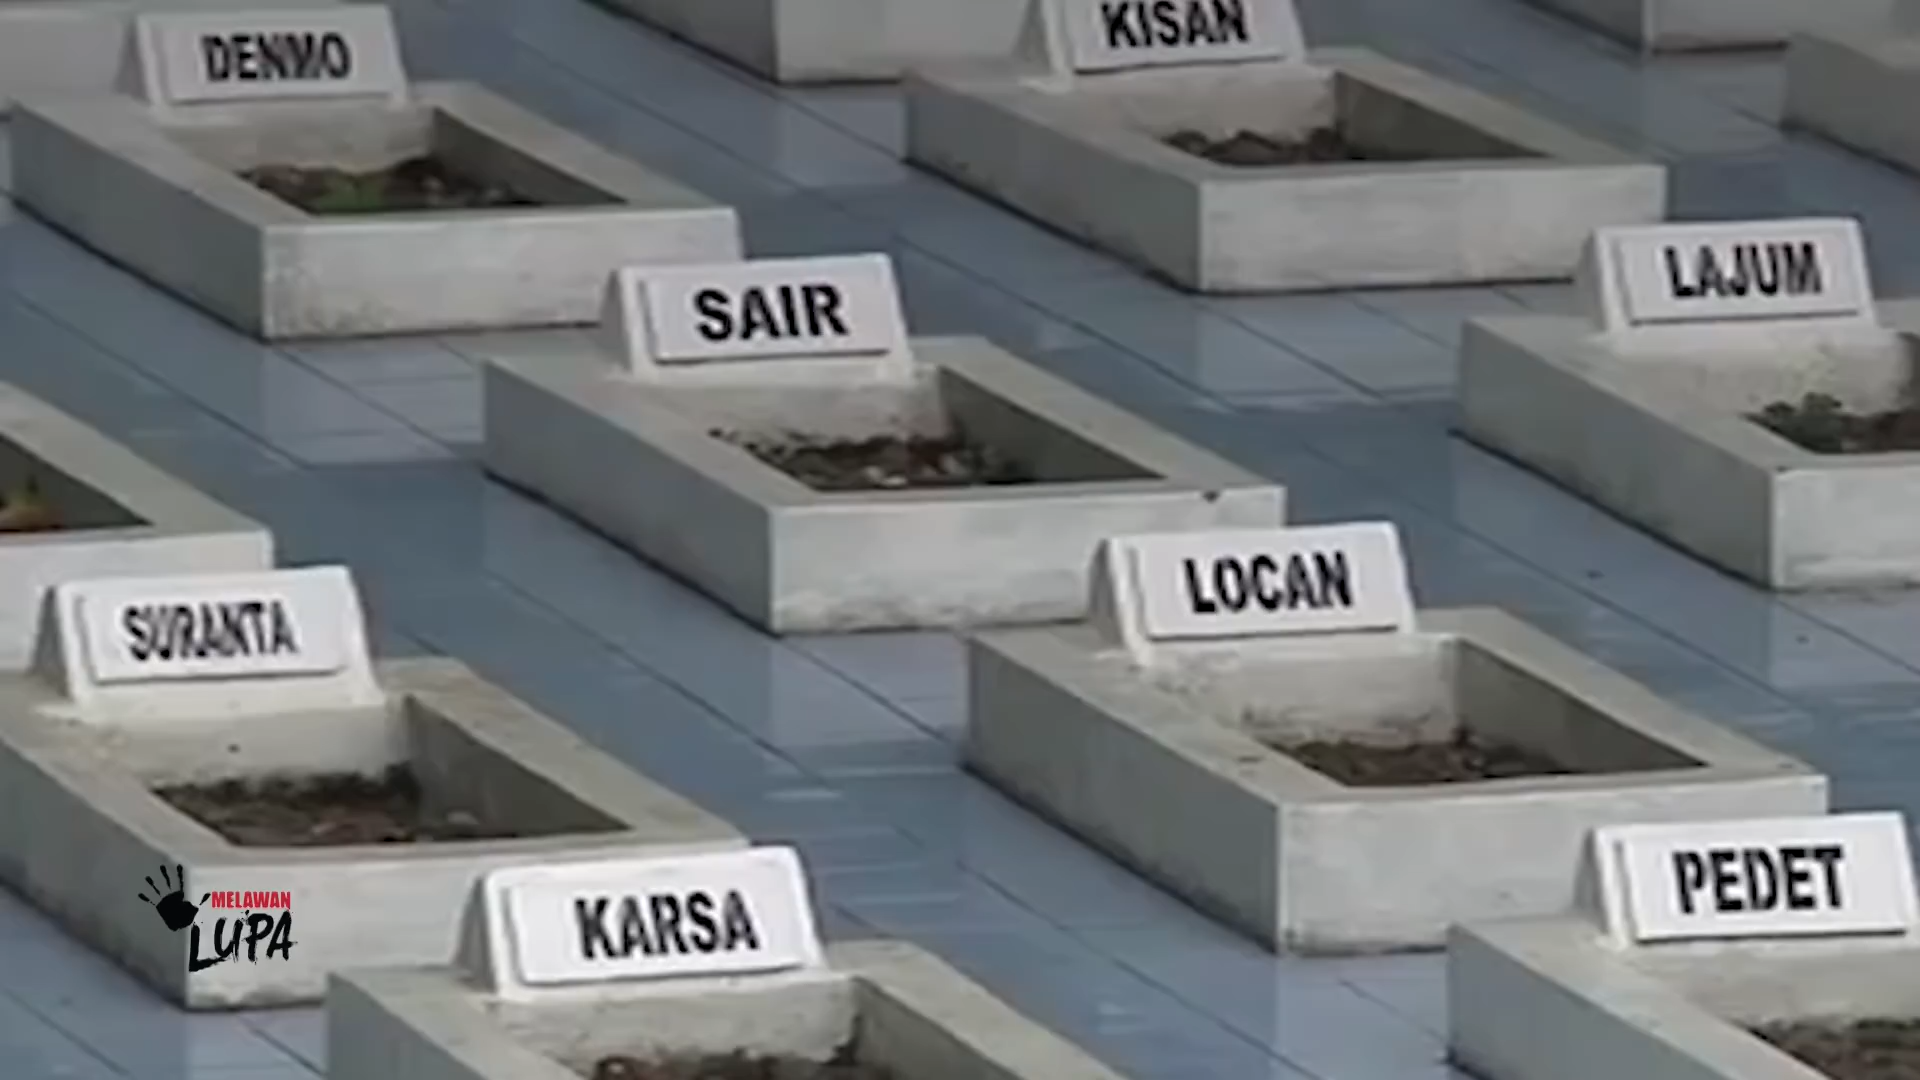 DENMO
KISAN
SAIR
LAJUM
SURANTA
LOCAN
KARSA
PEDET
MELAWAN
LUPA